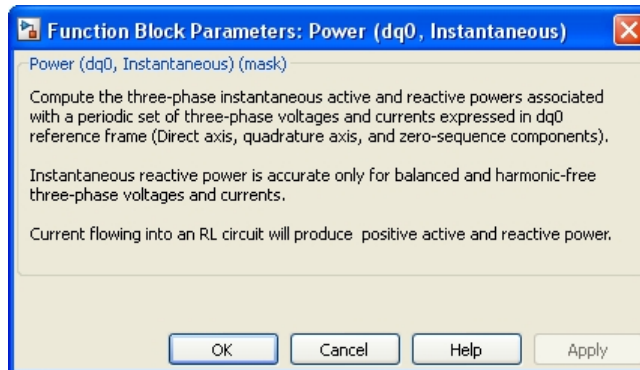 Function Block Parameters: Power (dq0, Instantaneous)
Power (dq0, Instantaneous) (mask)
Compute the three-phase instantaneous active and reactive powers associated
with a periodic set of three-phase voltages and currents expressed in dq0
reference frame (Direct axis, quadrature axis, and zero-sequence components).
Instantaneous reactive power is accurate only for balanced and harmonic-free
three-phase voltages and currents.
Current flowing into an RL circuit will produce  positive active and reactive power.
OK
Cancel
Help
Apply